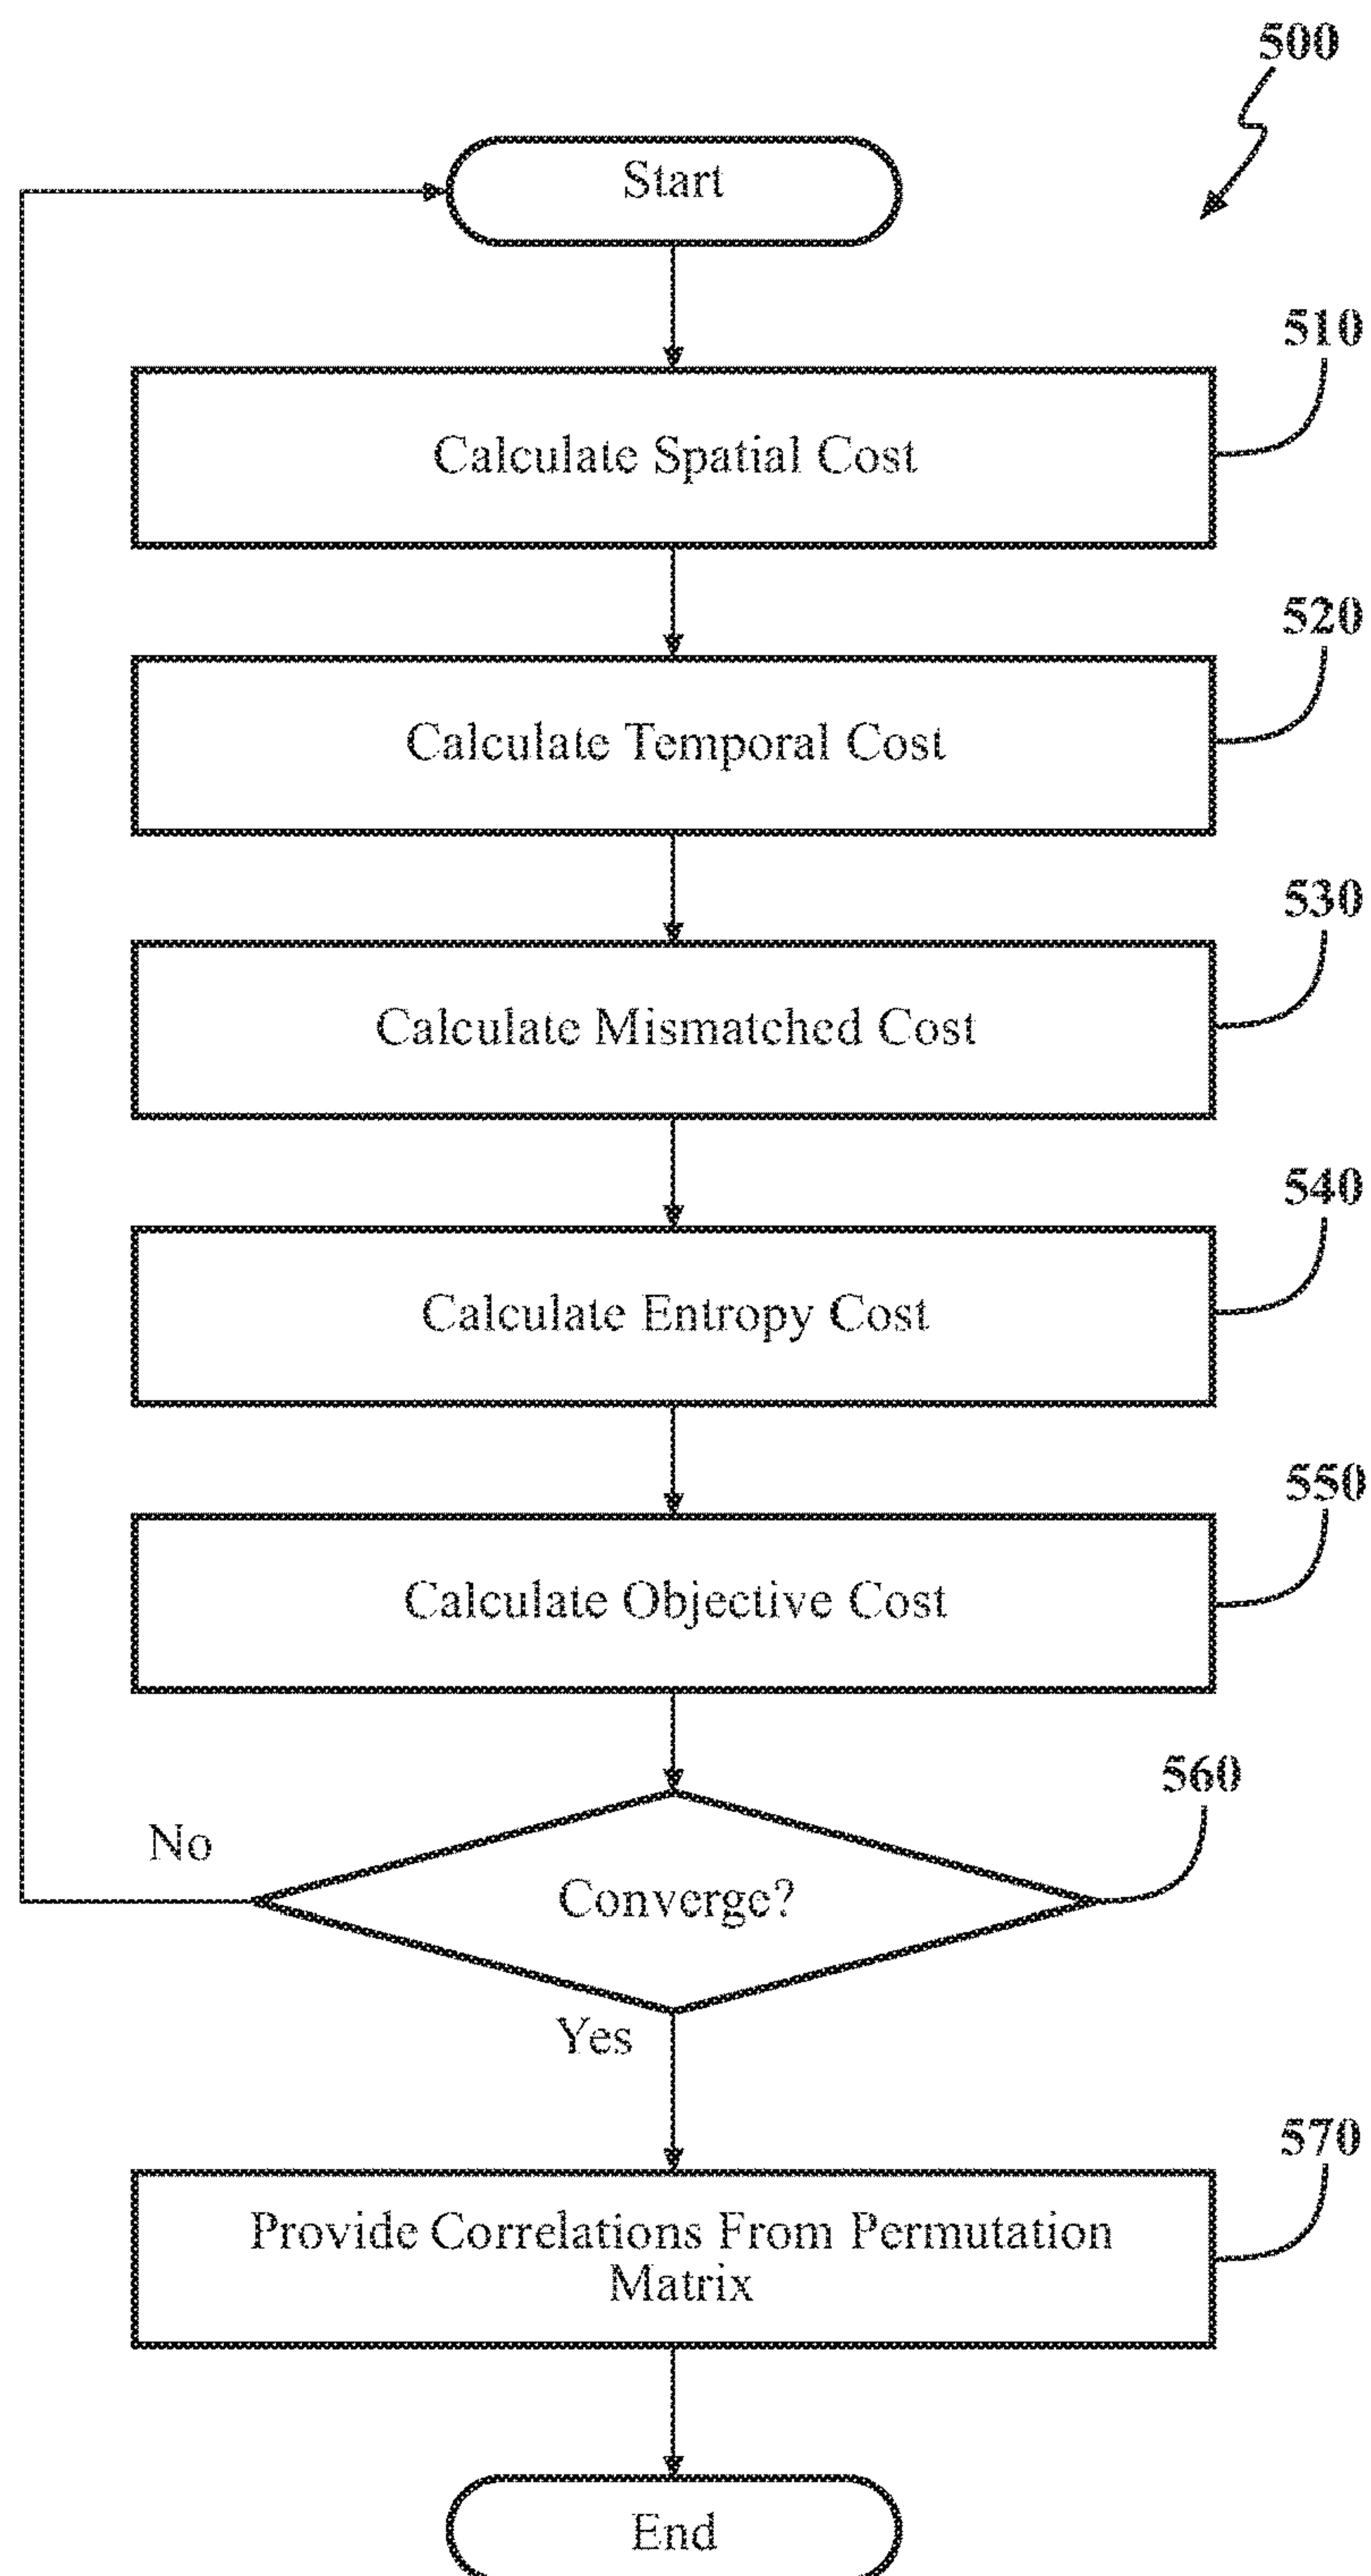 500
Start
510
Calculate Spatial Cost
520
Calculate Temporal Cost
530
Calculate Mismatched Cost
540
Calculate Entropy Cost
550
Calculate Objective Cost
560
No
Converge?
Yes
570
Provide Correlations From Permutation
Matrix
End